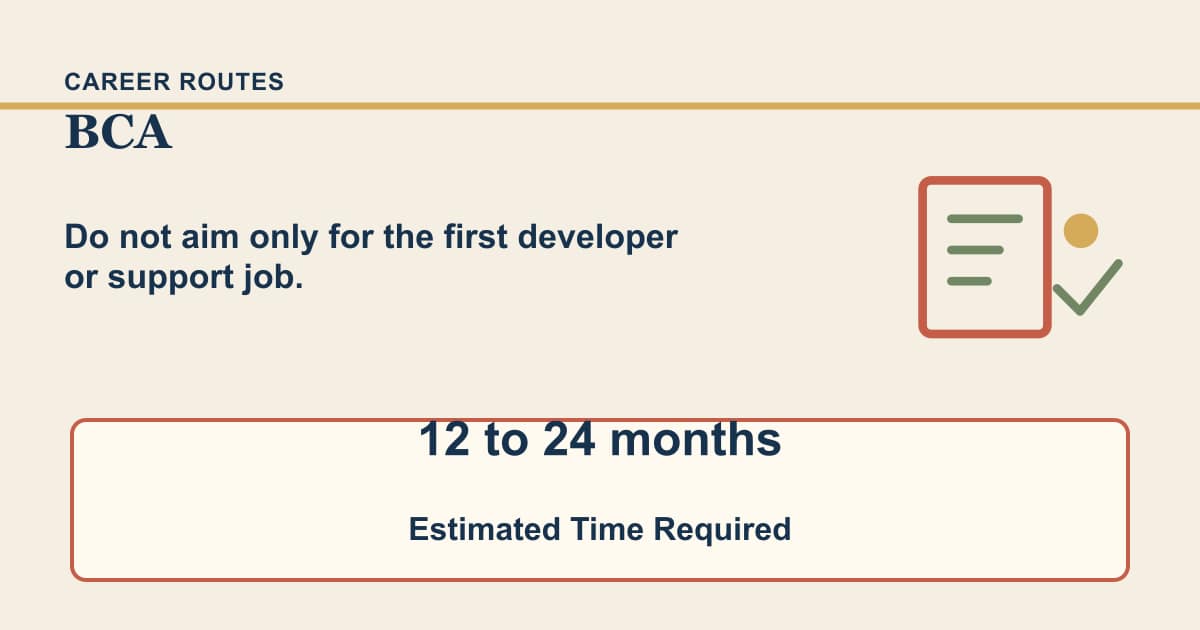 CAREER ROUTES
BCA
Do not aim only for the first developer
or support job.
12 to 24 months
Estimated Time Required